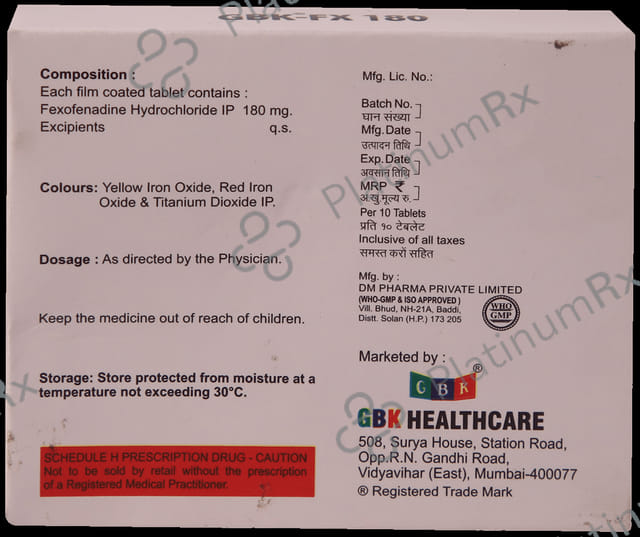 GBK-FX 180
Composition :
Each film coated tablet contains :
Fexofenadine Hydrochloride IP 180 mg.
Excipients q.s.
Colours: Yellow Iron Oxide, Red Iron
Oxide & Titanium Dioxide IP.
Dosage : As directed by the Physician.
Keep the medicine out of reach of children.
Storage: Store protected from moisture at a
temperature not exceeding 30°C.
SCHEDULE H PRESCRIPTION DRUG - CAUTION
Not to be sold by retail without the prescription
of a Registered Medical Practitioner.
Mfg. Lic. No.:
Batch No.
घान संख्या
Mfg. Date
उत्पादन तिथि
Exp. Date
अवसान तिथि
MRP ₹
अ.खु.मूल्य रु.
Per 10 Tablets
प्रति १० टेबलेट
Inclusive of all taxes
समस्त करों सहित
Mfg. by :
DM PHARMA PRIVATE LIMITED
(WHO-GMP & ISO APPROVED )
Vill. Bhud, NH-21A, Baddi,
Distt. Solan (H.P.) 173 205
WHO
GMP
Marketed by :
GBK ®
GBK HEALTHCARE
508, Surya House, Station Road,
Opp.R.N. Gandhi Road,
Vidyavihar (East), Mumbai-400077
® Registered Trade Mark
PlatinumRx
PlatinumRx
PlatinumRx